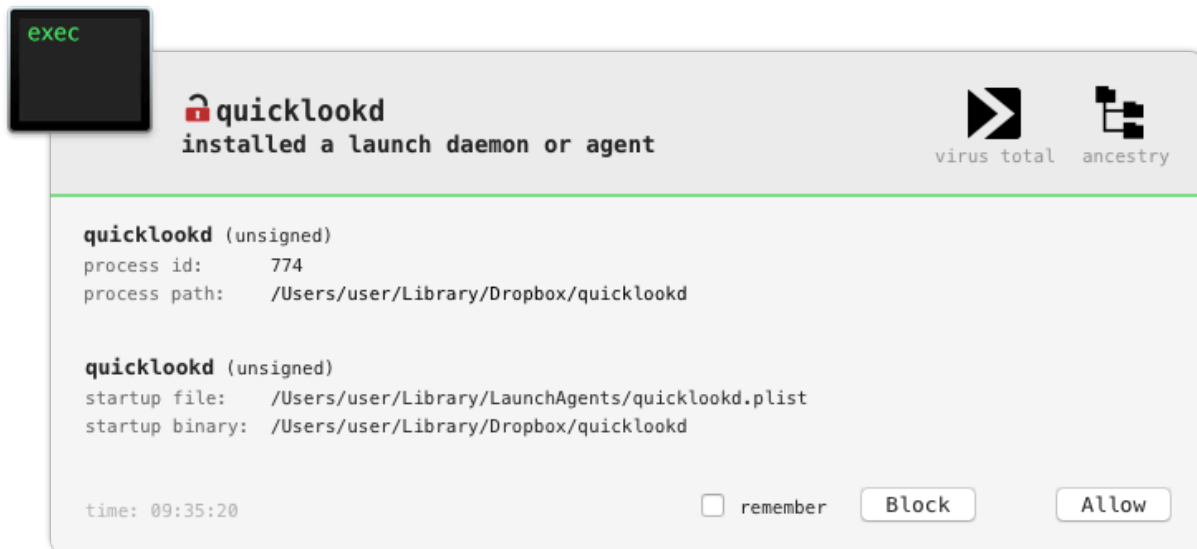 exec
quicklookd
installed a launch daemon or agent
virus total
ancestry
quicklookd (unsigned)
process id: 774
process path: /Users/user/Library/Dropbox/quicklookd
quicklookd (unsigned)
startup file: /Users/user/Library/LaunchAgents/quicklookd.plist
startup binary: /Users/user/Library/Dropbox/quicklookd
time: 09:35:20
remember
Block
Allow